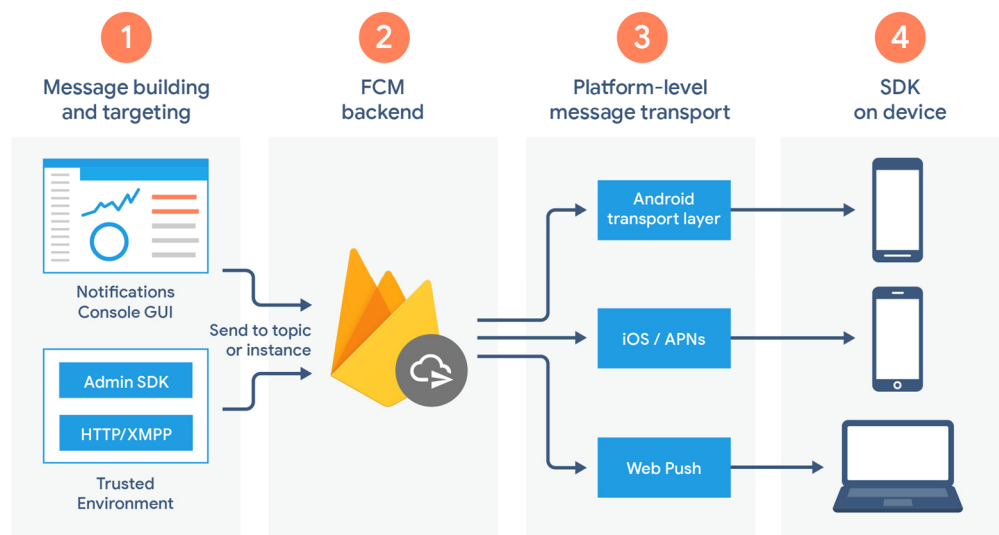 1
Message building
and targeting
2
FCM
backend
3
Platform-level
message transport
4
SDK
on device
Notifications
Console GUI
Send to topic
or instance
Admin SDK
HTTP/XMPP
Trusted
Environment
Android
transport layer
iOS / APNs
Web Push